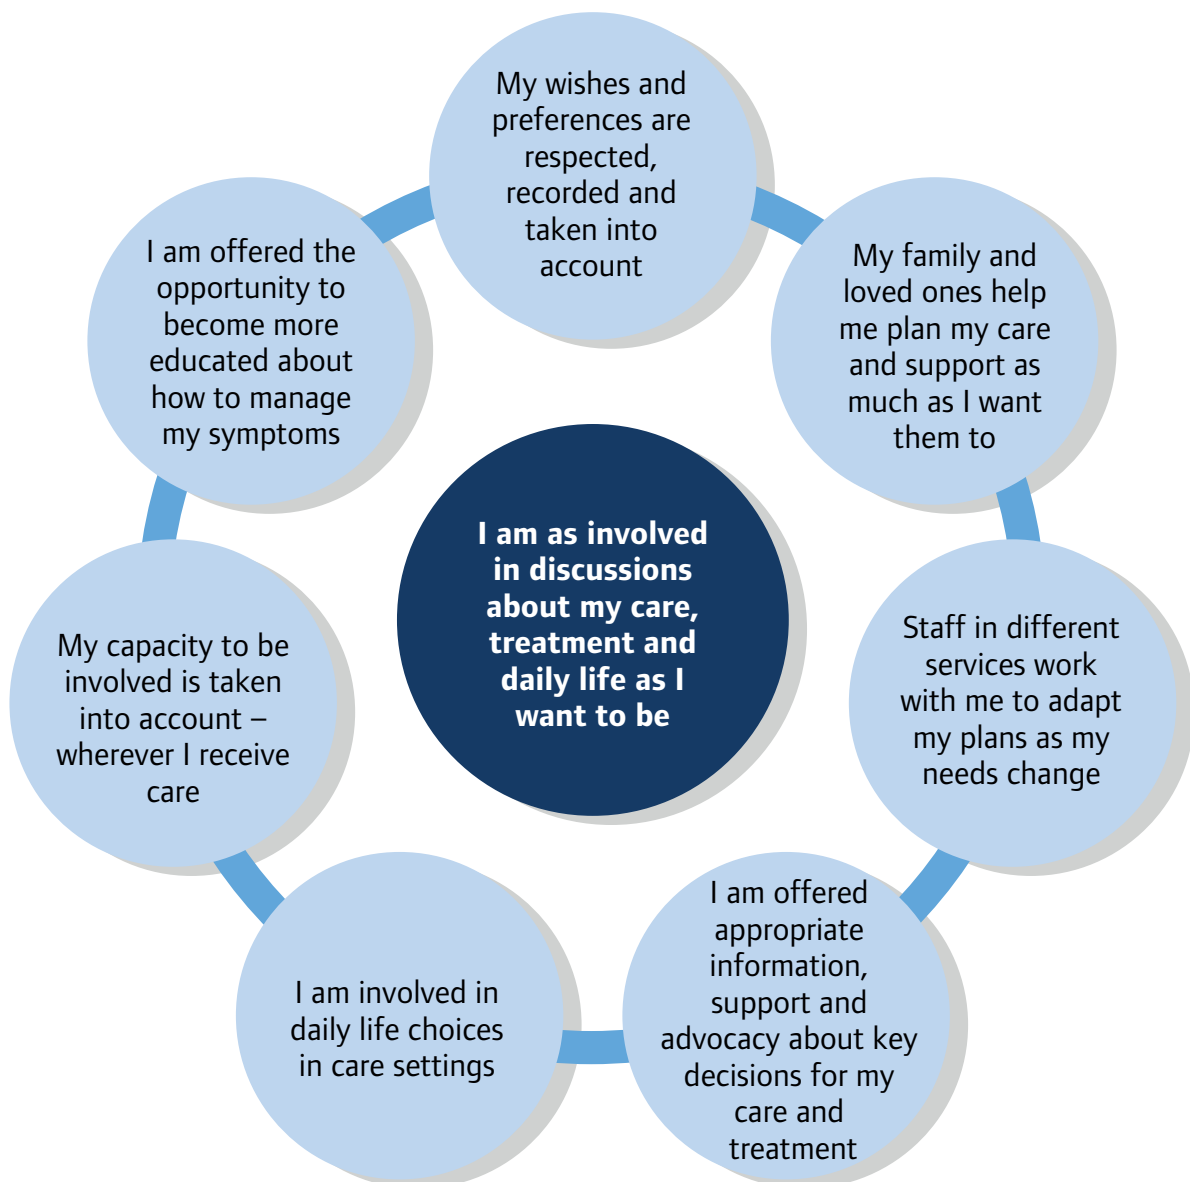 My wishes and
preferences are
respected,
recorded and
taken into
account
My family and
loved ones help
me plan my care
and support as
much as I want
them to
Staff in different
services work
with me to adapt
my plans as my
needs change
I am offered
appropriate
information,
support and
advocacy about key
decisions for my
care and
treatment
I am involved in
daily life choices
in care settings
My capacity to be
involved is taken
into account –
wherever I receive
care
I am offered the
opportunity to
become more
educated about
how to manage
my symptoms
I am as involved
in discussions
about my care,
treatment and
daily life as I
want to be